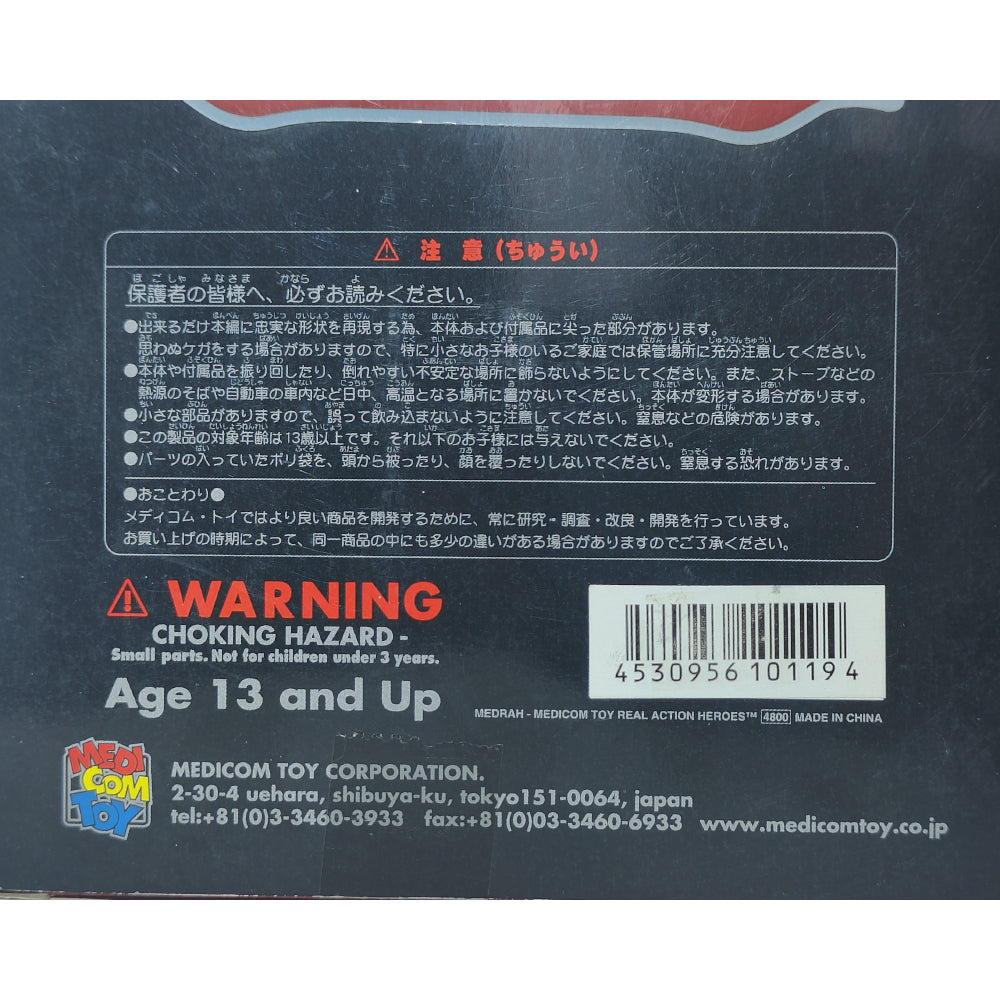 ⚠ 注 意 (ちゅうい)
保護者の皆様へ、必ずお読みください。
●出来るだけ本編に忠実な形状を再現する為、本体および付属品に尖った部分があります。
思わぬケガをする場合がありますので、特に小さなお子様のいるご家庭では保管場所に充分注意してください。
●本体や付属品を振り回したり、倒れやすい不安定な場所に飾らないようにしてください。また、ストーブなどの
熱源のそばや自動車の車内など日中、高温となる場所に置かないでください。本体が変形する場合があります。
●小さな部品がありますので、誤って飲み込まないように注意してください。窒息などの危険があります。
●この製品の対象年齢は13歳以上です。それ以下のお子様には与えないでください。
●パーツの入っていたポリ袋を、頭から被ったり、顔を覆ったりしないでください。窒息する恐れがあります。
●おことわり●
メディコム・トイではより良い商品を開発するために、常に研究・調査・改良・開発を行っています。
お買い上げの時期によって、同一商品の中にも多少の違いがある場合がありますのでご了承ください。
⚠ WARNING
CHOKING HAZARD -
Small parts. Not for children under 3 years.
Age 13 and Up
4530956101194
MEDRAH - MEDICOM TOY REAL ACTION HEROES™ 4800 MADE IN CHINA
MEDI
COM
TOY
MEDICOM TOY CORPORATION.
2-30-4 uehara, shibuya-ku, tokyo151-0064, japan
tel:+81(0)3-3460-3933 fax:+81(0)03-3460-6933 www.medicomtoy.co.jp